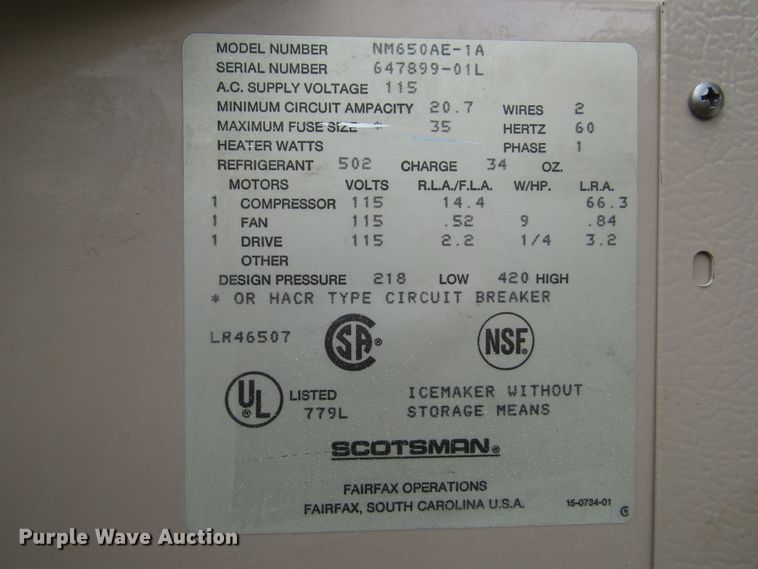 MODEL NUMBER NM650AE-1A
SERIAL NUMBER 647899-01L
A.C. SUPPLY VOLTAGE 115
MINIMUM CIRCUIT AMPACITY 20.7 WIRES 2
MAXIMUM FUSE SIZE * 35 HERTZ 60
HEATER WATTS PHASE 1
REFRIGERANT 502 CHARGE 34 OZ.
MOTORS VOLTS R.L.A./F.L.A. W/HP. L.R.A.
1 COMPRESSOR 115 14.4 66.3
1 FAN 115 .52 9 .84
1 DRIVE 115 2.2 1/4 3.2
OTHER
DESIGN PRESSURE 218 LOW 420 HIGH
* OR HACR TYPE CIRCUIT BREAKER
LR46507 SA® NSF®
UL® LISTED ICEMAKER WITHOUT
779L STORAGE MEANS
SCOTSMAN®
FAIRFAX OPERATIONS
FAIRFAX, SOUTH CAROLINA U.S.A. 15-0734-01
Purple Wave Auction